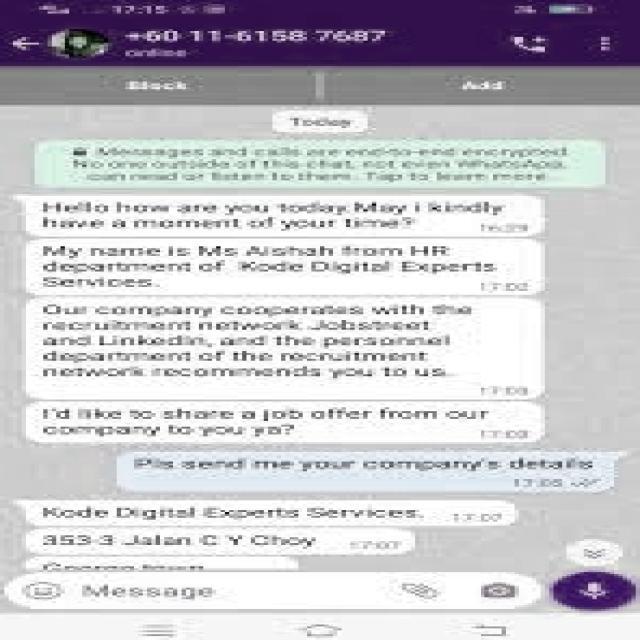 17:15
+60 11-6158 7687
online
Block
Add
Today
Messages and calls are end-to-end encrypted.
No one outside of this chat, not even WhatsApp,
can read or listen to them. Tap to learn more.
Hello how are you today.May i kindly
have a moment of your time?
16:29
My name is Ms Aishah from HR
department of Kode Digital Experts
Services.
17:02
Our company cooperates with the
recruitment network Jobstreet
and LinkedIn, and the personnel
department of the recruitment
network recommends you to us.
17:03
I'd like to share a job offer from our
company to you ya?
17:03
Pls send me your company's details
17:05
Kode Digital Experts Services.
17:07
353-3 Jalan C Y Choy
17:07
George town
Message